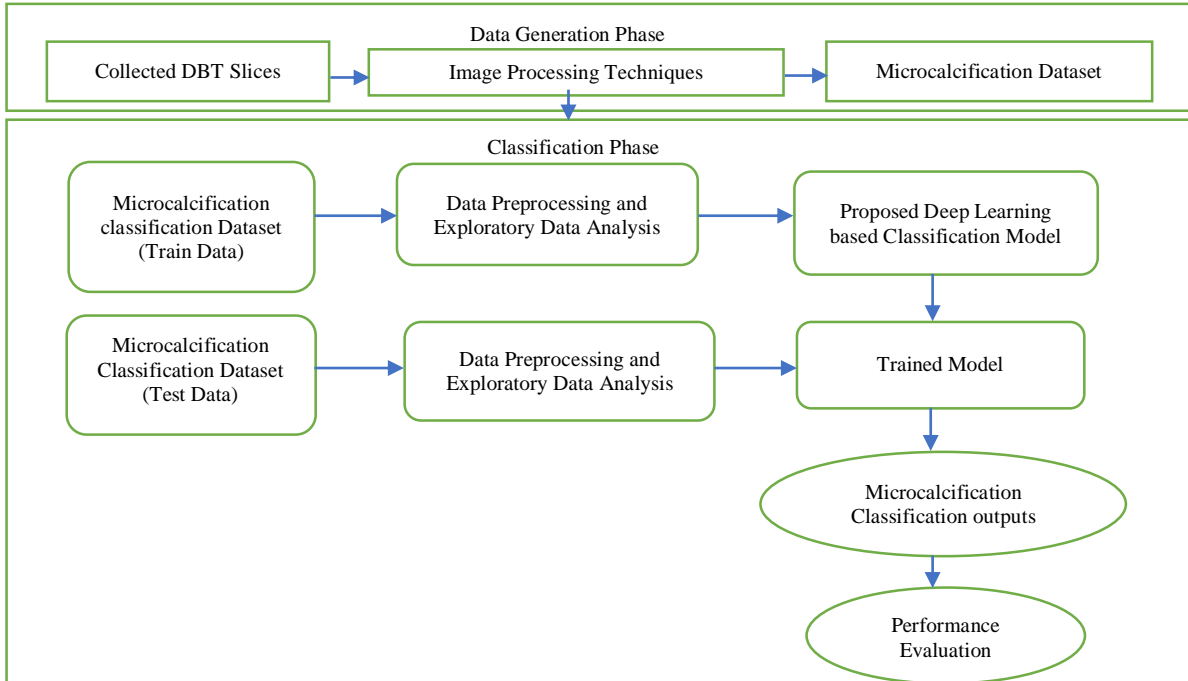 Data Generation Phase
Collected DBT Slices
Image Processing Techniques
Microcalcification Dataset
Classification Phase
Microcalcification
classification Dataset
(Train Data)
Data Preprocessing and
Exploratory Data Analysis
Proposed Deep Learning
based Classification Model
Microcalcification
Classification Dataset
(Test Data)
Data Preprocessing and
Exploratory Data Analysis
Trained Model
Microcalcification
Classification outputs
Performance
Evaluation